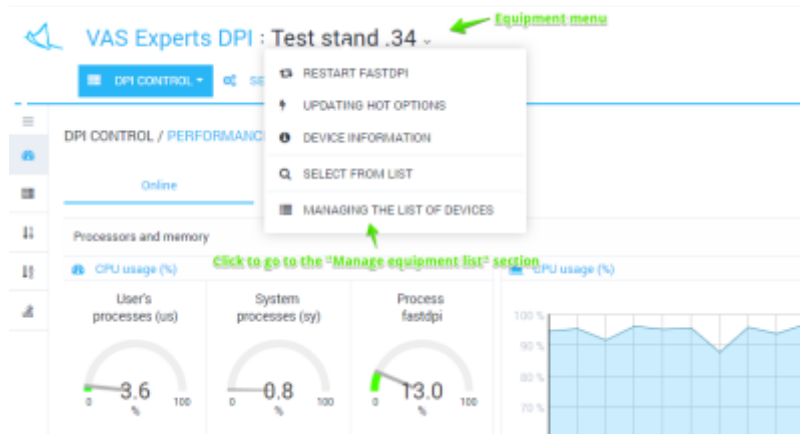 Equipment menu
VAS Experts DPI : Test stand .34
DPI CONTROL
SE
RESTART FASTDPI
UPDATING HOT OPTIONS
DEVICE INFORMATION
SELECT FROM LIST
MANAGING THE LIST OF DEVICES
DPI CONTROL / PERFORMANC
Online
Processors and memory
Click to go to the "Manage equipment list" section
CPU usage (%)
CPU usage (%)
User's
processes (us)
System
processes (sy)
Process
fastdpi
3.6
0
100
%
0.8
0
100
%
13.0
0
100
%
100 %
90 %
80 %
70 %